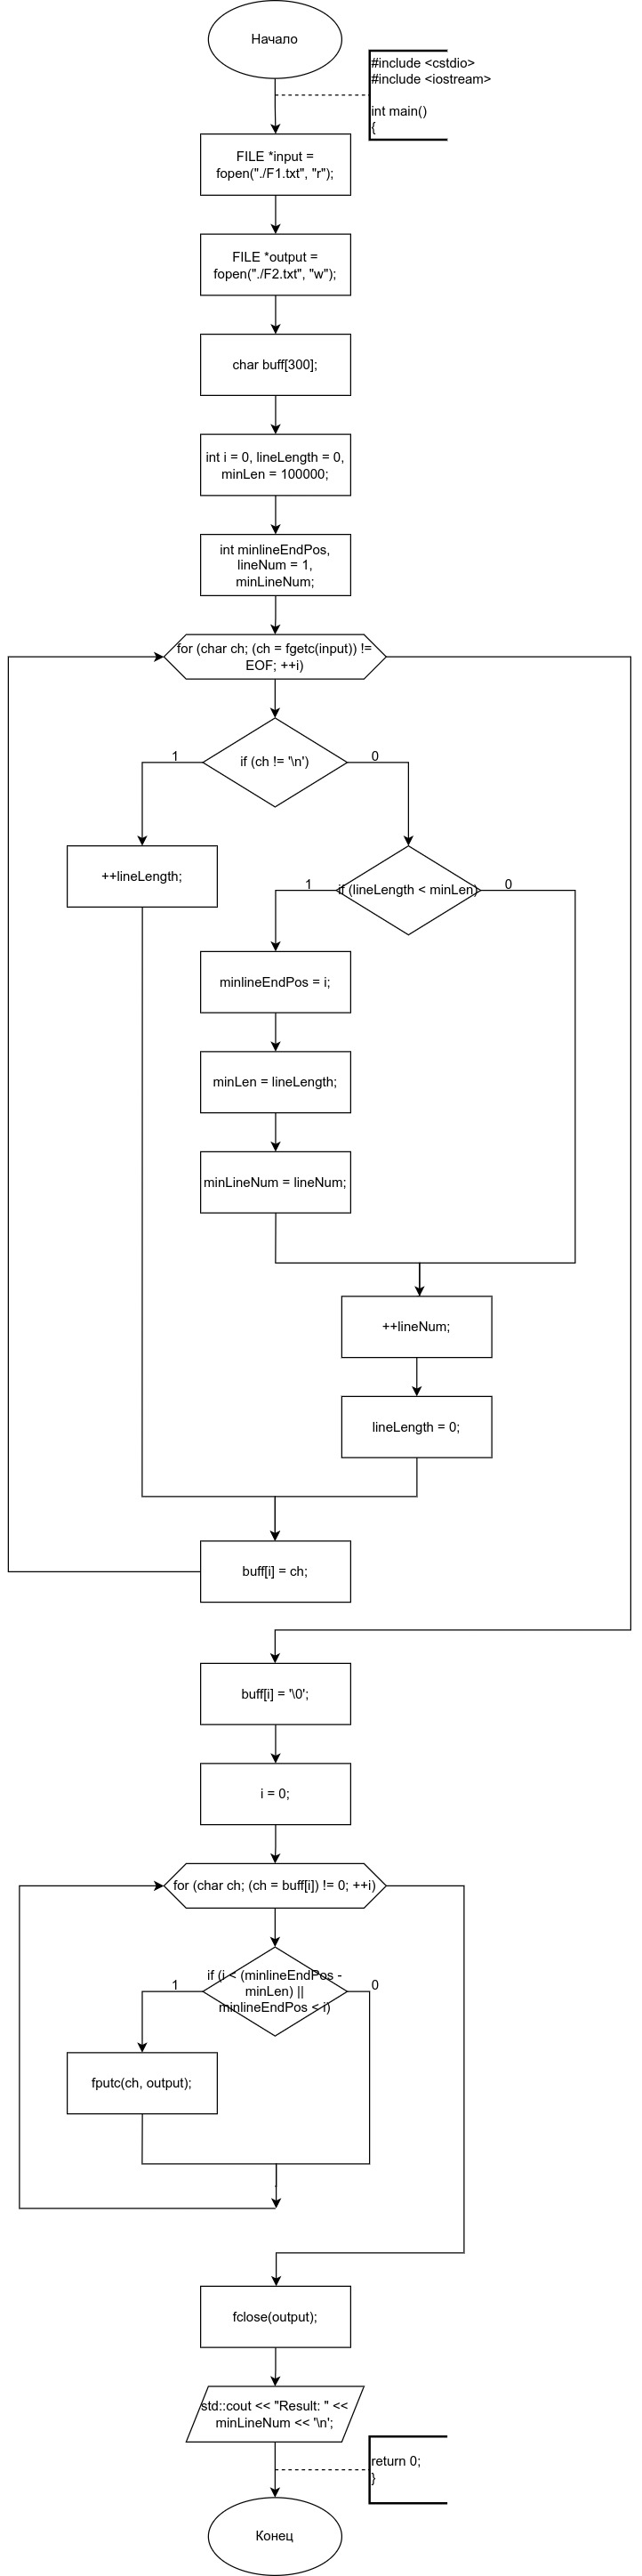 Начало
#include <cstdio>
#include <iostream>
int main()
{
FILE *input =
fopen("./F1.txt", "r");
FILE *output =
fopen("./F2.txt", "w");
char buff[300];
int i = 0, lineLength = 0,
minLen = 100000;
int minlineEndPos,
lineNum = 1,
minLineNum;
for (char ch; (ch = fgetc(input)) !=
EOF; ++i)
if (ch != '\n')
1
0
++lineLength;
if (lineLength < minLen)
1
0
minlineEndPos = i;
minLen = lineLength;
minLineNum = lineNum;
++lineNum;
lineLength = 0;
buff[i] = ch;
buff[i] = '\0';
i = 0;
for (char ch; (ch = buff[i]) != 0; ++i)
if (i < (minlineEndPos -
minLen) ||
minlineEndPos < i)
1
0
fputc(ch, output);
fclose(output);
std::cout << "Result: " <<
minLineNum << '\n';
return 0;
}
Конец